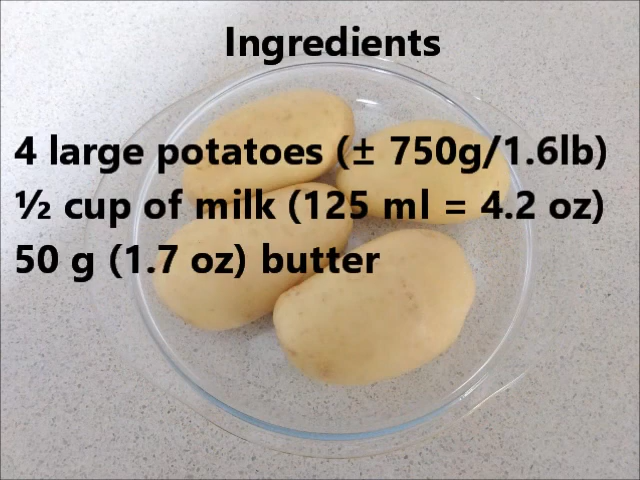 Ingredients
4 large potatoes (± 750g/1.6lb)
½ cup of milk (125 ml = 4.2 oz)
50 g (1.7 oz) butter